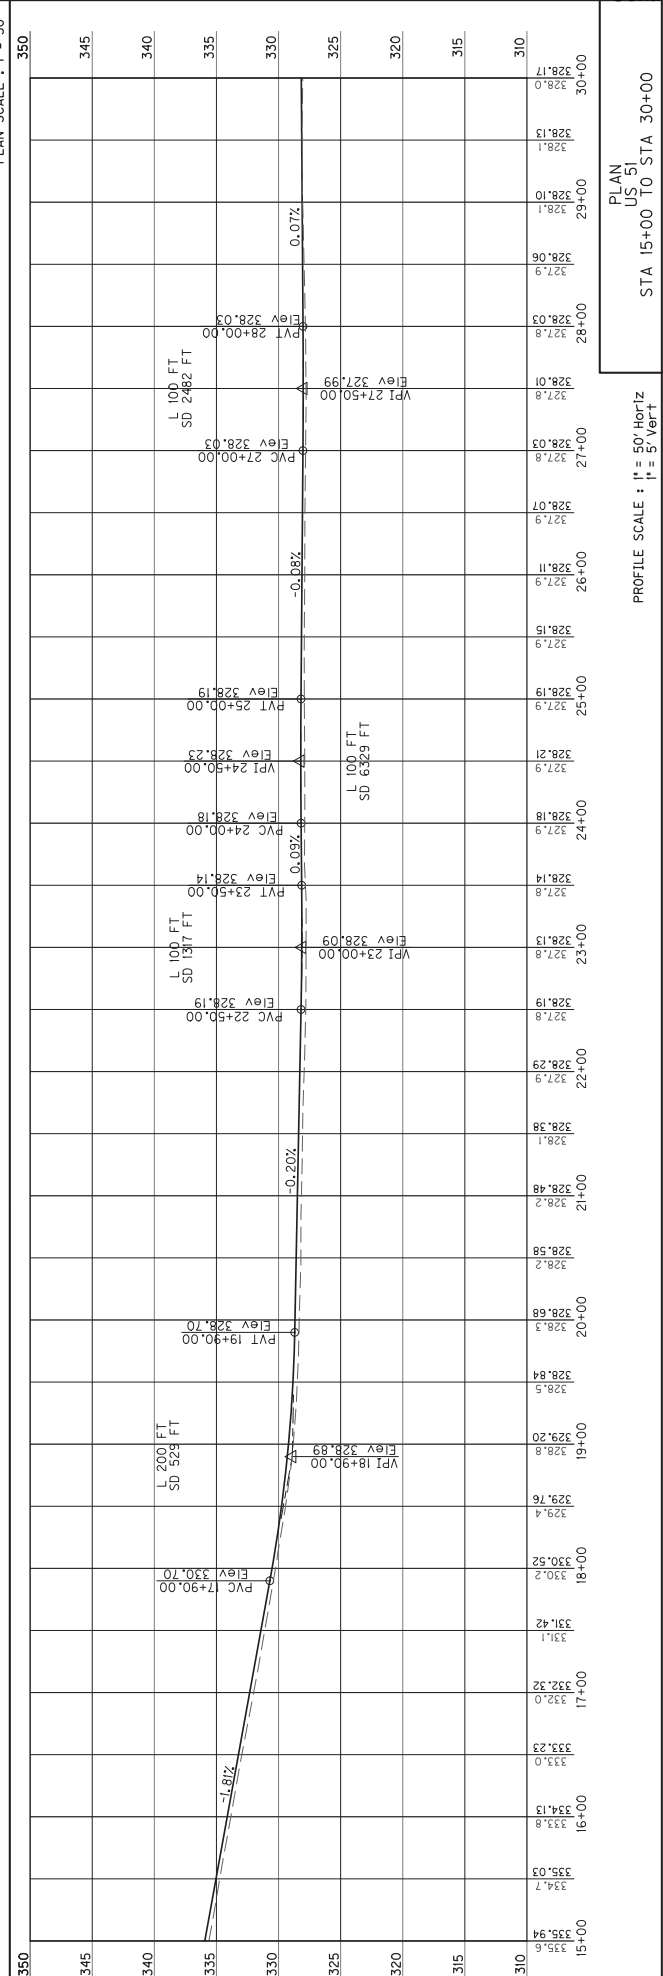 PLAN SCALE : 1" = 50'
350
345
340
335
330
325
320
315
310
350
345
340
335
330
325
320
315
310
-1.81%
PVC 17+90.00
Elev 330.70
L 200 FT
SD 529 FT
VPI 18+90.00
Elev 328.89
PVT 19+90.00
Elev 328.70
-0.20%
PVC 22+50.00
Elev 328.19
L 100 FT
SD 1317 FT
VPI 23+00.00
Elev 328.09
PVT 23+50.00
Elev 328.14
0.09%
PVC 24+00.00
Elev 328.18
VPI 24+50.00
Elev 328.23
L 100 FT
SD 6329 FT
PVT 25+00.00
Elev 328.19
-0.08%
PVC 27+00.00
Elev 328.03
L 100 FT
SD 2482 FT
VPI 27+50.00
Elev 327.99
PVT 28+00.00
Elev 328.03
0.07%
335.94 335.03 334.13 333.23 332.32 331.42 330.52 329.76 329.20 328.84 328.68 328.58 328.48 328.38 328.29 328.19 328.13 328.14 328.18 328.21 328.19 328.15 328.11 328.07 328.03 328.01 328.03 328.06 328.10 328.13 328.17
335.6 334.7 333.8 333.0 332.0 331.1 330.2 329.4 328.8 328.5 328.3 328.2 328.2 328.1 327.9 327.8 327.8 327.8 327.9 327.9 327.9 327.9 327.9 327.9 327.8 327.8 327.8 327.9 328.1 328.1 328.0
15+00 16+00 17+00 18+00 19+00 20+00 21+00 22+00 23+00 24+00 25+00 26+00 27+00 28+00 29+00 30+00
PROFILE SCALE : 1" = 50' Horiz
1" = 5' Vert
PLAN
US 51
STA 15+00 TO STA 30+00